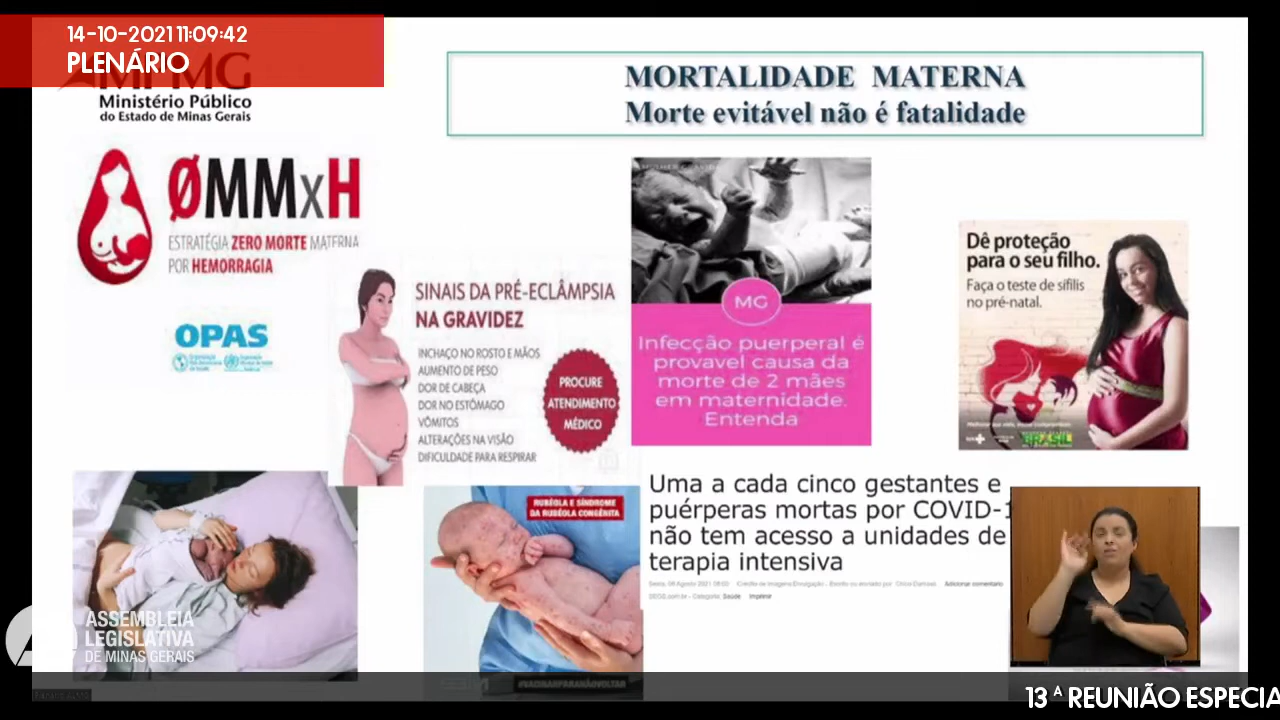 14-10-2021 11:09:42
PLENÁRIO
MPMG
Ministério Público
do Estado de Minas Gerais
MORTALIDADE MATERNA
Morte evitável não é fatalidade
ØMMxH
ESTRATÉGIA ZERO MORTE MATERNA
POR HEMORRAGIA
OPAS
SINAIS DA PRÉ-ECLÂMPSIA
NA GRAVIDEZ
INCHAÇO NO ROSTO E MÃOS
AUMENTO DE PESO
DOR DE CABEÇA
DOR NO ESTÔMAGO
VÔMITOS
ALTERAÇÕES NA VISÃO
DIFICULDADE PARA RESPIRAR
PROCURE
ATENDIMENTO
MÉDICO
MG
Infecção puerperal é
provavel causa da
morte de 2 mães
em maternidade.
Entenda
Dê proteção
para o seu filho.
Faça o teste de sífilis
no pré-natal.
BRASIL
RUBÉOLA E SÍNDROME
DA RUBÉOLA CONGÊNITA
#VACINARPARANÃOVOLTAR
Uma a cada cinco gestantes e
puérperas mortas por COVID-1
não tem acesso a unidades de
terapia intensiva
Categoria: Saúde Imprimir
ASSEMBLEIA
LEGISLATIVA
DE MINAS GERAIS
13ª REUNIÃO ESPECIA